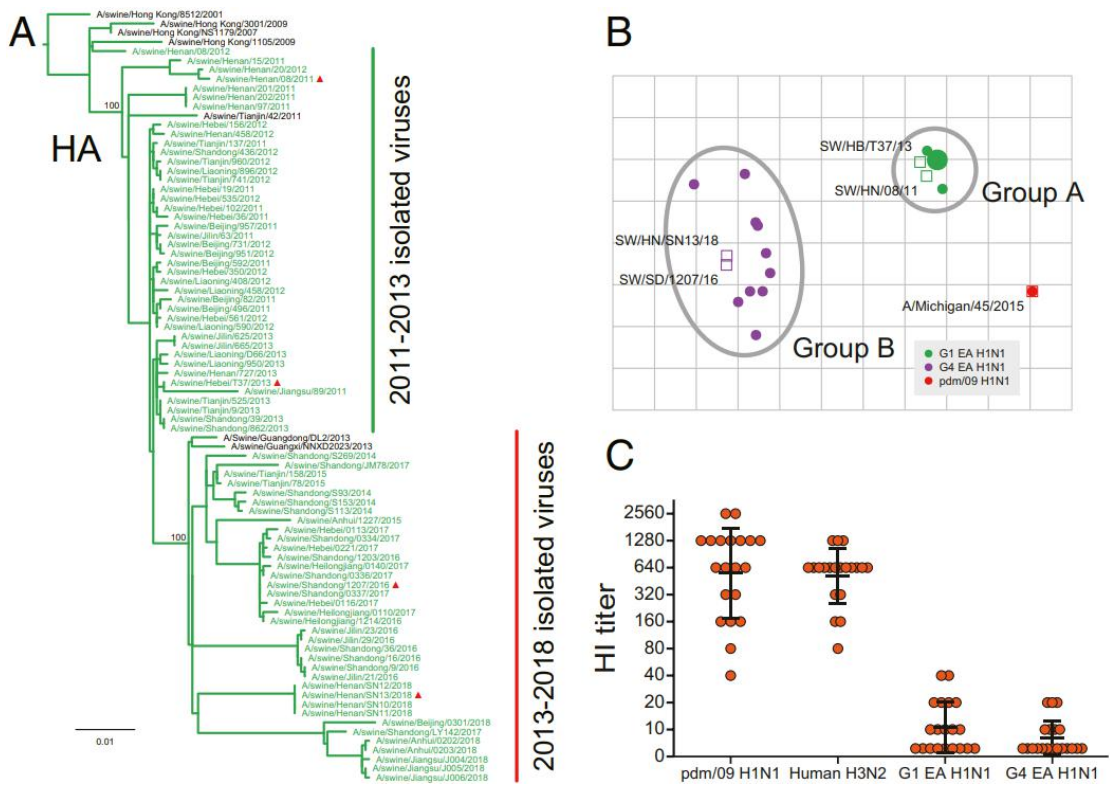 A
A/swine/Hong Kong/8512/2001
A/swine/Hong Kong/3001/2009
A/swine/Hong Kong/NS1179/2007
A/swine/Hong Kong/1105/2009
A/swine/Henan/08/2012
A/swine/Henan/15/2011
A/swine/Henan/20/2012
A/swine/Henan/08/2011
A/swine/Henan/201/2011
A/swine/Henan/202/2011
A/swine/Henan/97/2011
100
A/swine/Tianjin/42/2011
HA
A/swine/Hebei/156/2012
A/swine/Henan/458/2012
A/swine/Tianjin/137/2011
A/swine/Shandong/436/2012
A/swine/Tianjin/960/2012
A/swine/Liaoning/896/2012
A/swine/Tianjin/741/2012
A/swine/Hebei/19/2011
A/swine/Hebei/535/2012
A/swine/Hebei/102/2011
A/swine/Hebei/36/2011
A/swine/Beijing/957/2011
A/swine/Jilin/63/2011
A/swine/Beijing/731/2012
A/swine/Beijing/951/2012
A/swine/Beijing/592/2011
A/swine/Hebei/350/2012
A/swine/Liaoning/408/2012
A/swine/Liaoning/458/2012
A/swine/Beijing/82/2011
A/swine/Beijing/496/2011
A/swine/Hebei/561/2012
A/swine/Liaoning/590/2012
A/swine/Jilin/625/2013
A/swine/Jilin/665/2013
A/swine/Liaoning/D66/2013
A/swine/Liaoning/950/2013
A/swine/Henan/727/2013
A/swine/Hebei/T37/2013
A/swine/Jiangsu/89/2011
A/swine/Tianjin/525/2013
A/swine/Tianjin/9/2013
A/swine/Shandong/39/2013
A/swine/Shandong/862/2013
2011-2013 isolated viruses
A/Swine/Guangdong/DL2/2013
A/swine/Guangxi/NNXD2023/2013
A/swine/Shandong/S269/2014
A/swine/Shandong/JM78/2017
A/swine/Tianjin/158/2015
A/swine/Tianjin/78/2015
A/swine/Shandong/S93/2014
A/swine/Shandong/S153/2014
A/swine/Shandong/S113/2014
A/swine/Anhui/1227/2015
A/swine/Hebei/0113/2017
100
A/swine/Shandong/0334/2017
A/swine/Hebei/0221/2017
A/swine/Shandong/1203/2016
A/swine/Heilongjiang/0140/2017
A/swine/Shandong/0336/2017
A/swine/Shandong/1207/2016
A/swine/Shandong/0337/2017
A/swine/Hebei/0116/2017
A/swine/Heilongjiang/0110/2017
A/swine/Heilongjiang/1214/2016
A/swine/Jilin/23/2016
A/swine/Jilin/29/2016
A/swine/Shandong/36/2016
A/swine/Shandong/16/2016
A/swine/Shandong/9/2016
A/swine/Jilin/21/2016
A/swine/Henan/SN12/2018
A/swine/Henan/SN13/2018
A/swine/Henan/SN10/2018
A/swine/Henan/SN11/2018
A/swine/Beijing/0301/2018
A/swine/Shandong/LY142/2017
A/swine/Anhui/0202/2018
A/swine/Anhui/0203/2018
A/swine/Jiangsu/J004/2018
A/swine/Jiangsu/J005/2018
A/swine/Jiangsu/J006/2018
2013-2018 isolated viruses
0.01
B
SW/HB/T37/13
SW/HN/08/11
Group A
SW/HN/SN13/18
SW/SD/1207/16
A/Michigan/45/2015
Group B
G1 EA H1N1
G4 EA H1N1
pdm/09 H1N1
C
HI titer
2560
1280
640
320
160
80
40
20
10
0
pdm/09 H1N1 Human H3N2 G1 EA H1N1 G4 EA H1N1